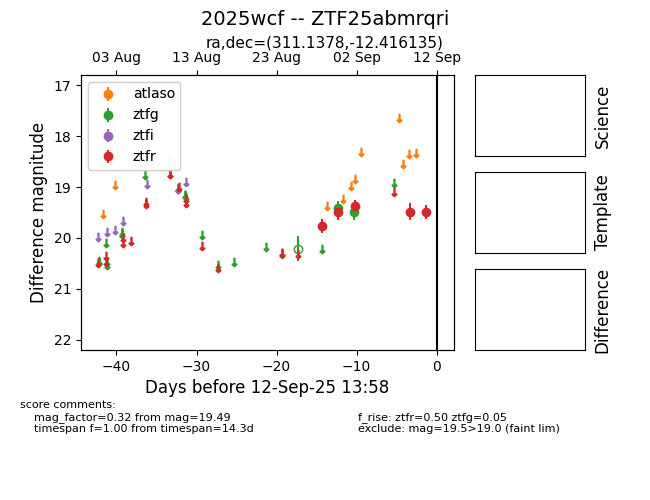 2025wcf -- ZTF25abmrqri
ra,dec=(311.1378,-12.416135)
03 Aug 13 Aug 23 Aug 02 Sep 12 Sep
17
18
19
20
21
22
Difference magnitude
atlaso
ztfg
ztfi
ztfr
−40 −30 −20 −10 0
Days before 12-Sep-25 13:58
Science
Template
Difference
score comments:
mag_factor=0.32 from mag=19.49
timespan f=1.00 from timespan=14.3d
f_rise: ztfr=0.50 ztfg=0.05
exclude: mag=19.5>19.0 (faint lim)